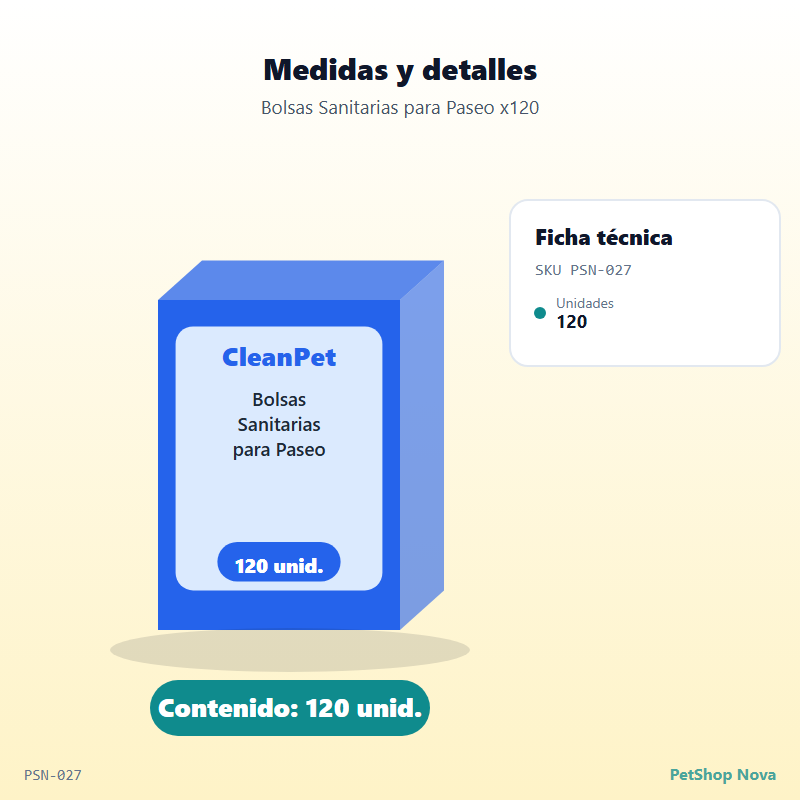 Medidas y detalles
Bolsas Sanitarias para Paseo x120
Ficha técnica
SKU PSN-027
Unidades
120
CleanPet
Bolsas
Sanitarias
para Paseo
120 unid.
Contenido: 120 unid.
PSN-027
PetShop Nova